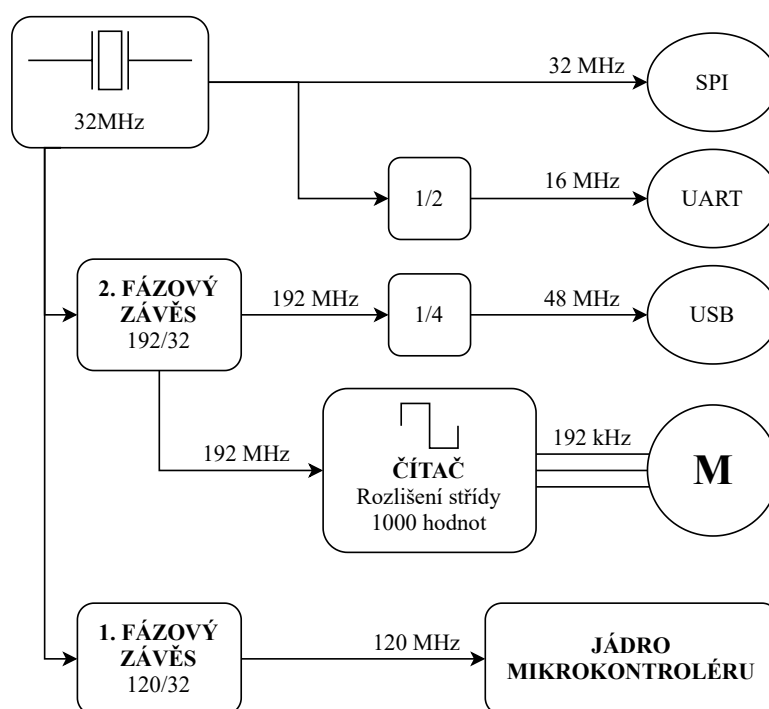 32MHz
32 MHz
SPI
1/2
16 MHz
UART
2. FÁZOVÝ
ZÁVĚS
192/32
192 MHz
1/4
48 MHz
USB
192 MHz
ČÍTAČ
Rozlišení střídy
1000 hodnot
192 kHz
M
1. FÁZOVÝ
ZÁVĚS
120/32
120 MHz
JÁDRO
MIKROKONTROLÉRU